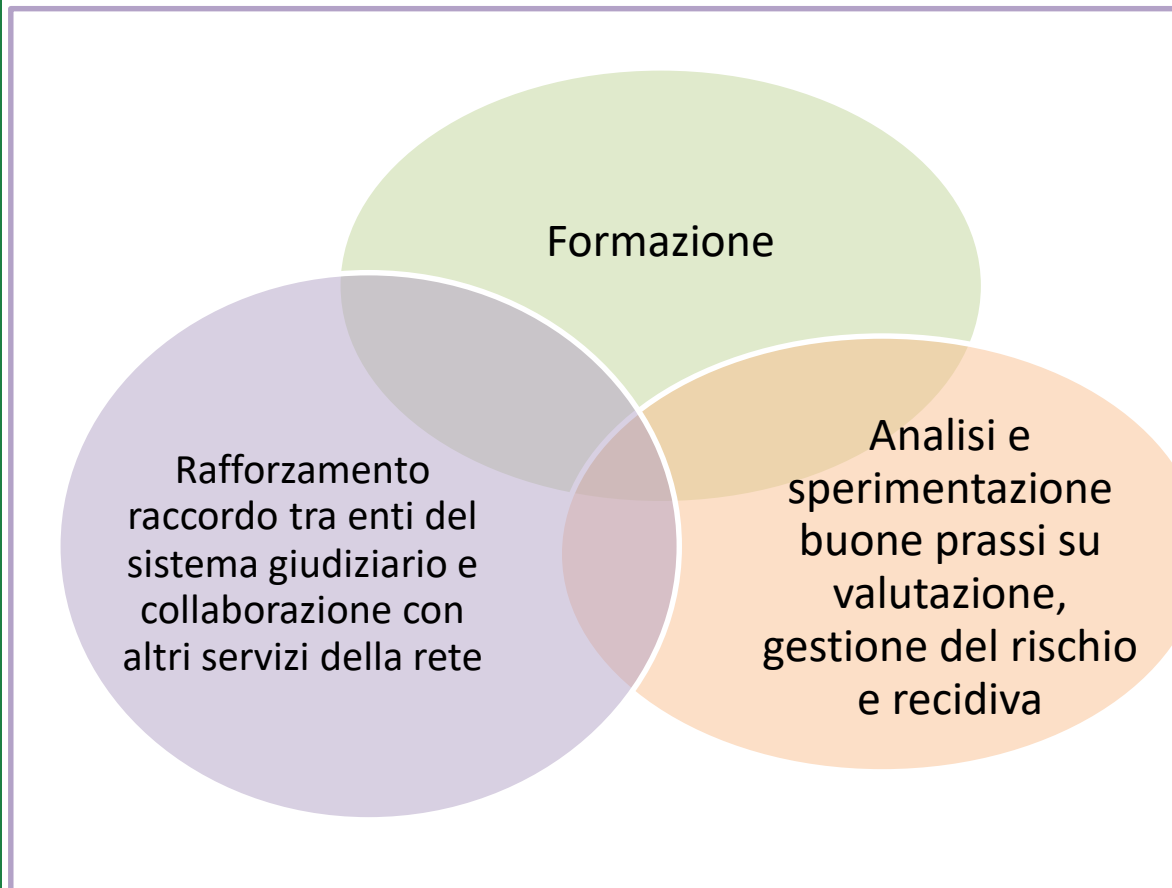 Formazione
Rafforzamento
raccordo tra enti del
sistema giudiziario e
collaborazione con
altri servizi della rete
Analisi e
sperimentazione
buone prassi su
valutazione,
gestione del rischio
e recidiva